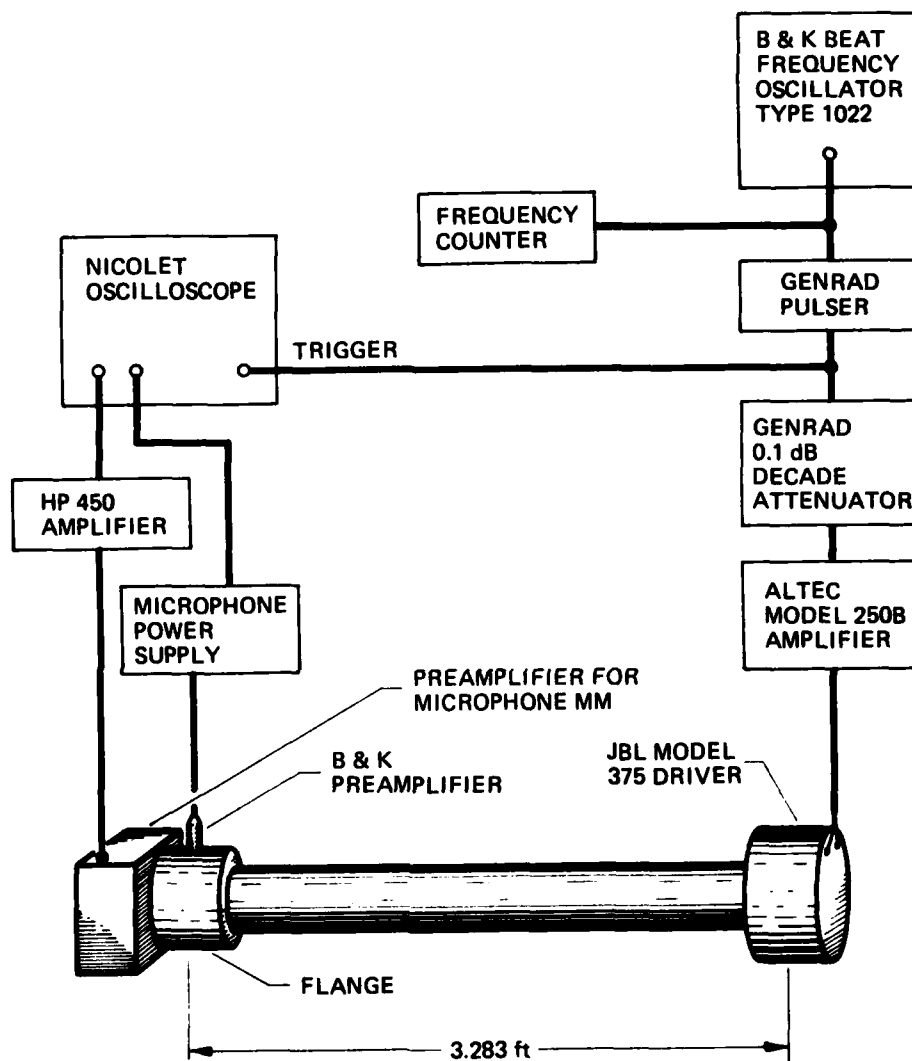 B & K BEAT
FREQUENCY
OSCILLATOR
TYPE 1022
FREQUENCY
COUNTER
NICOLET
OSCILLOSCOPE
GENRAD
PULSER
TRIGGER
GENRAD
0.1 dB
DECADE
ATTENUATOR
HP 450
AMPLIFIER
MICROPHONE
POWER
SUPPLY
ALTEC
MODEL 250B
AMPLIFIER
PREAMPLIFIER FOR
MICROPHONE MM
B & K
PREAMPLIFIER
JBL MODEL
375 DRIVER
FLANGE
3.283 ft